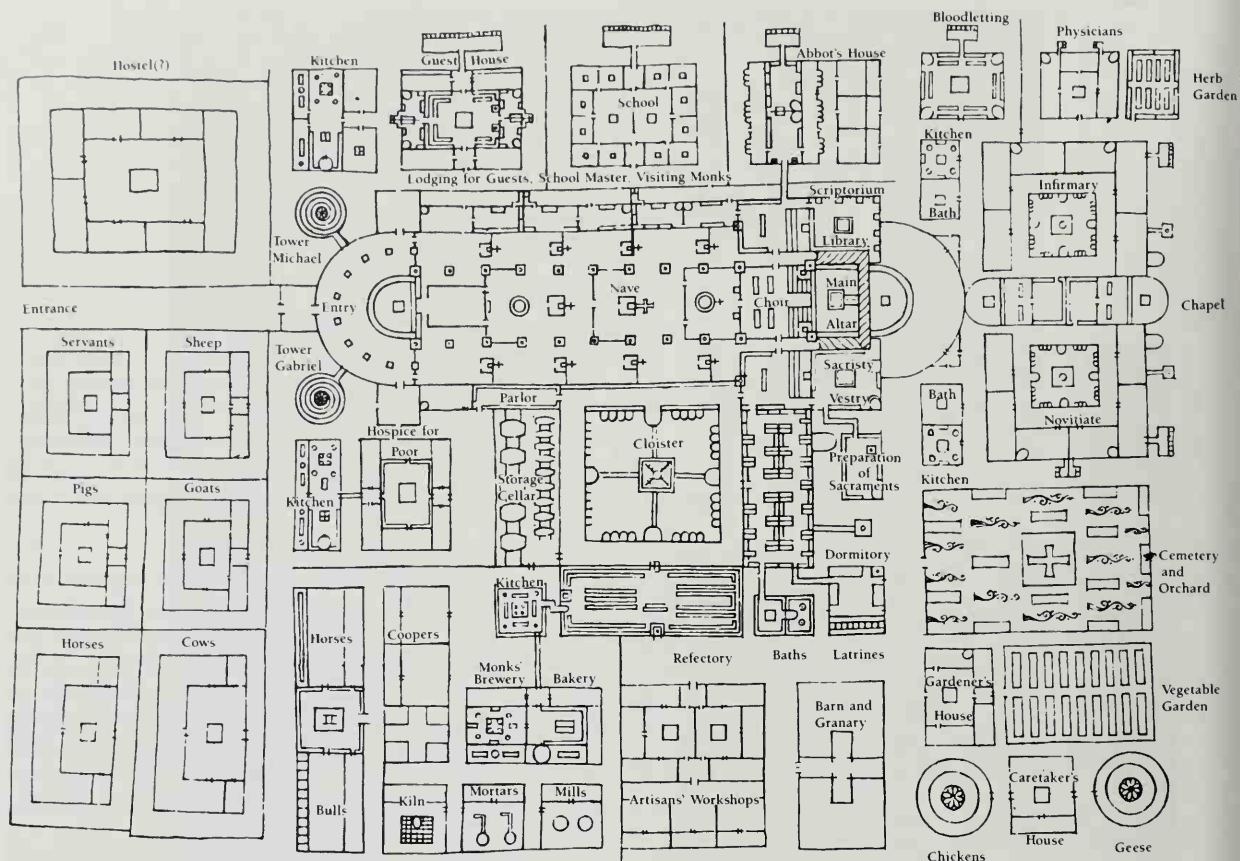 Hostel(?)
Kitchen
Guest House
School
Abbot's House
Bloodletting
Physicians
Herb
Garden
Lodging for Guests, School Master, Visiting Monks
Kitchen
Bath
Infirmary
Scriptorium
Library
Tower
Michael
Entrance
Entry
Nave
Choir
Main
Altar
Chapel
Servants
Sheep
Tower
Gabriel
Sacristy
Vestry
Bath
Novitiate
Kitchen
Parlor
Hospice for
Poor
Kitchen
Storage
Cellar
Cloister
Preparation
of
Sacraments
Dormitory
Pigs
Goats
Cemetery
and
Orchard
Kitchen
Horses
Cows
Horses
Coopers
Monks'
Brewery
Bakery
Refectory
Baths
Latrines
Gardener's
House
Vegetable
Garden
Barn and
Granary
Bulls
Kiln
Mortars
Mills
Artisans' Workshops
Chickens
Caretaker's
House
Geese